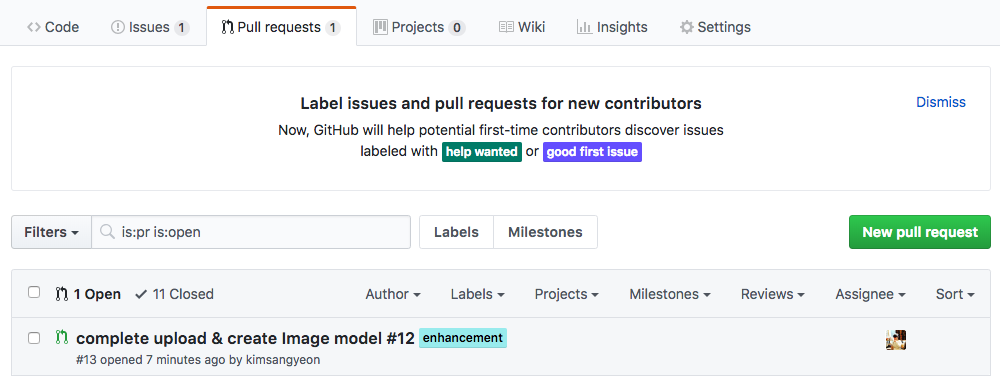 Code Issues 1 Pull requests 1 Projects 0 Wiki Insights Settings
Label issues and pull requests for new contributors Dismiss
Now, GitHub will help potential first-time contributors discover issues
labeled with help wanted or good first issue
Filters is:pr is:open Labels Milestones New pull request
1 Open 11 Closed Author Labels Projects Milestones Reviews Assignee Sort
complete upload & create Image model #12 enhancement
#13 opened 7 minutes ago by kimsangyeon